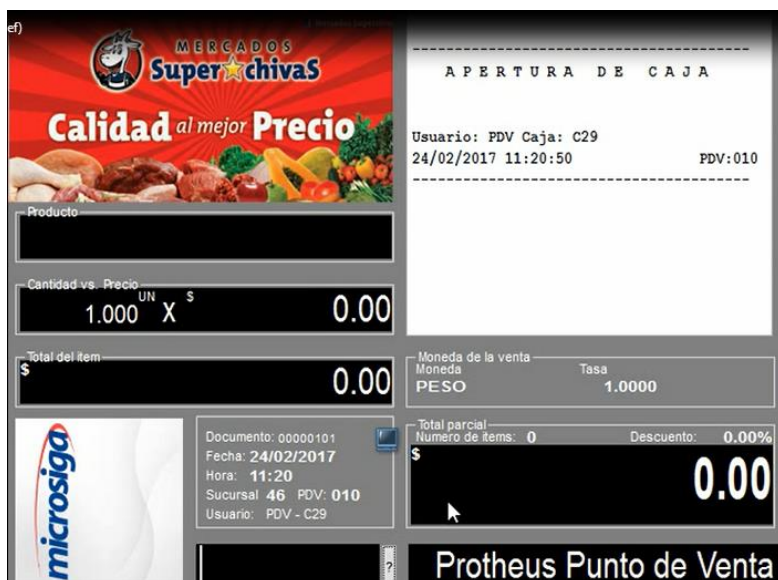 ef)
MERCADOS
Super chivaS
Calidad al mejor Precio
Producto
Cantidad vs. Precio
1.000 UN X $ 0.00
Total del item
$ 0.00
microsiga
Documento: 00000101
Fecha: 24/02/2017
Hora: 11:20
Sucursal 46 PDV: 010
Usuario: PDV - C29
?
-----------------------------------------------
APERTURA DE CAJA
Usuario: PDV Caja: C29
24/02/2017 11:20:50 PDV:010
-----------------------------------------------
Moneda de la venta
Moneda Tasa
PESO 1.0000
Total parcial
Numero de items: 0 Descuento: 0.00%
$ 0.00
Protheus Punto de Venta